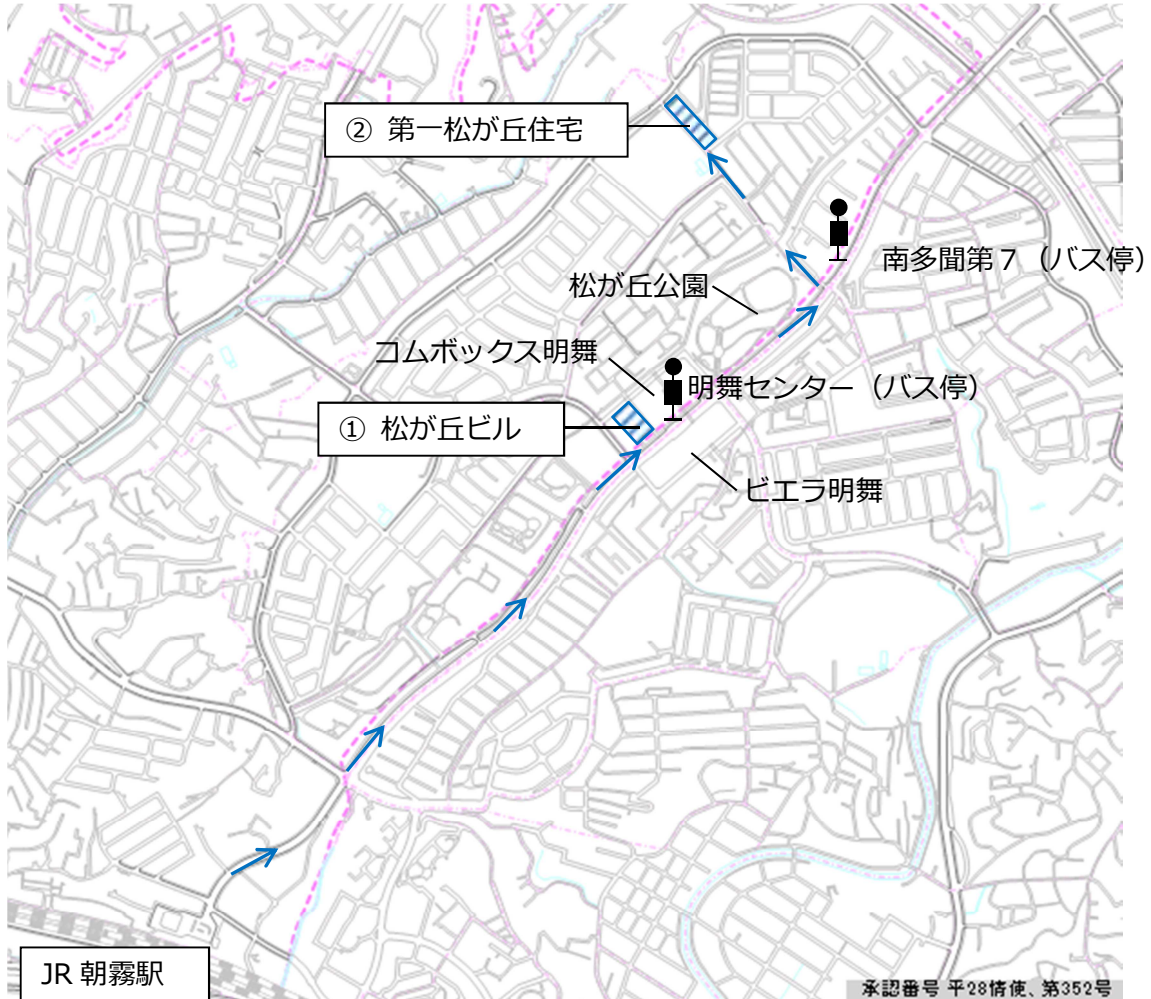 ② 第一松が丘住宅
南多聞第７（バス停）
松が丘公園
コムボックス明舞
明舞センター（バス停）
① 松が丘ビル
ビエラ明舞
JR 朝霧駅
承認番号 平28情使、第352号